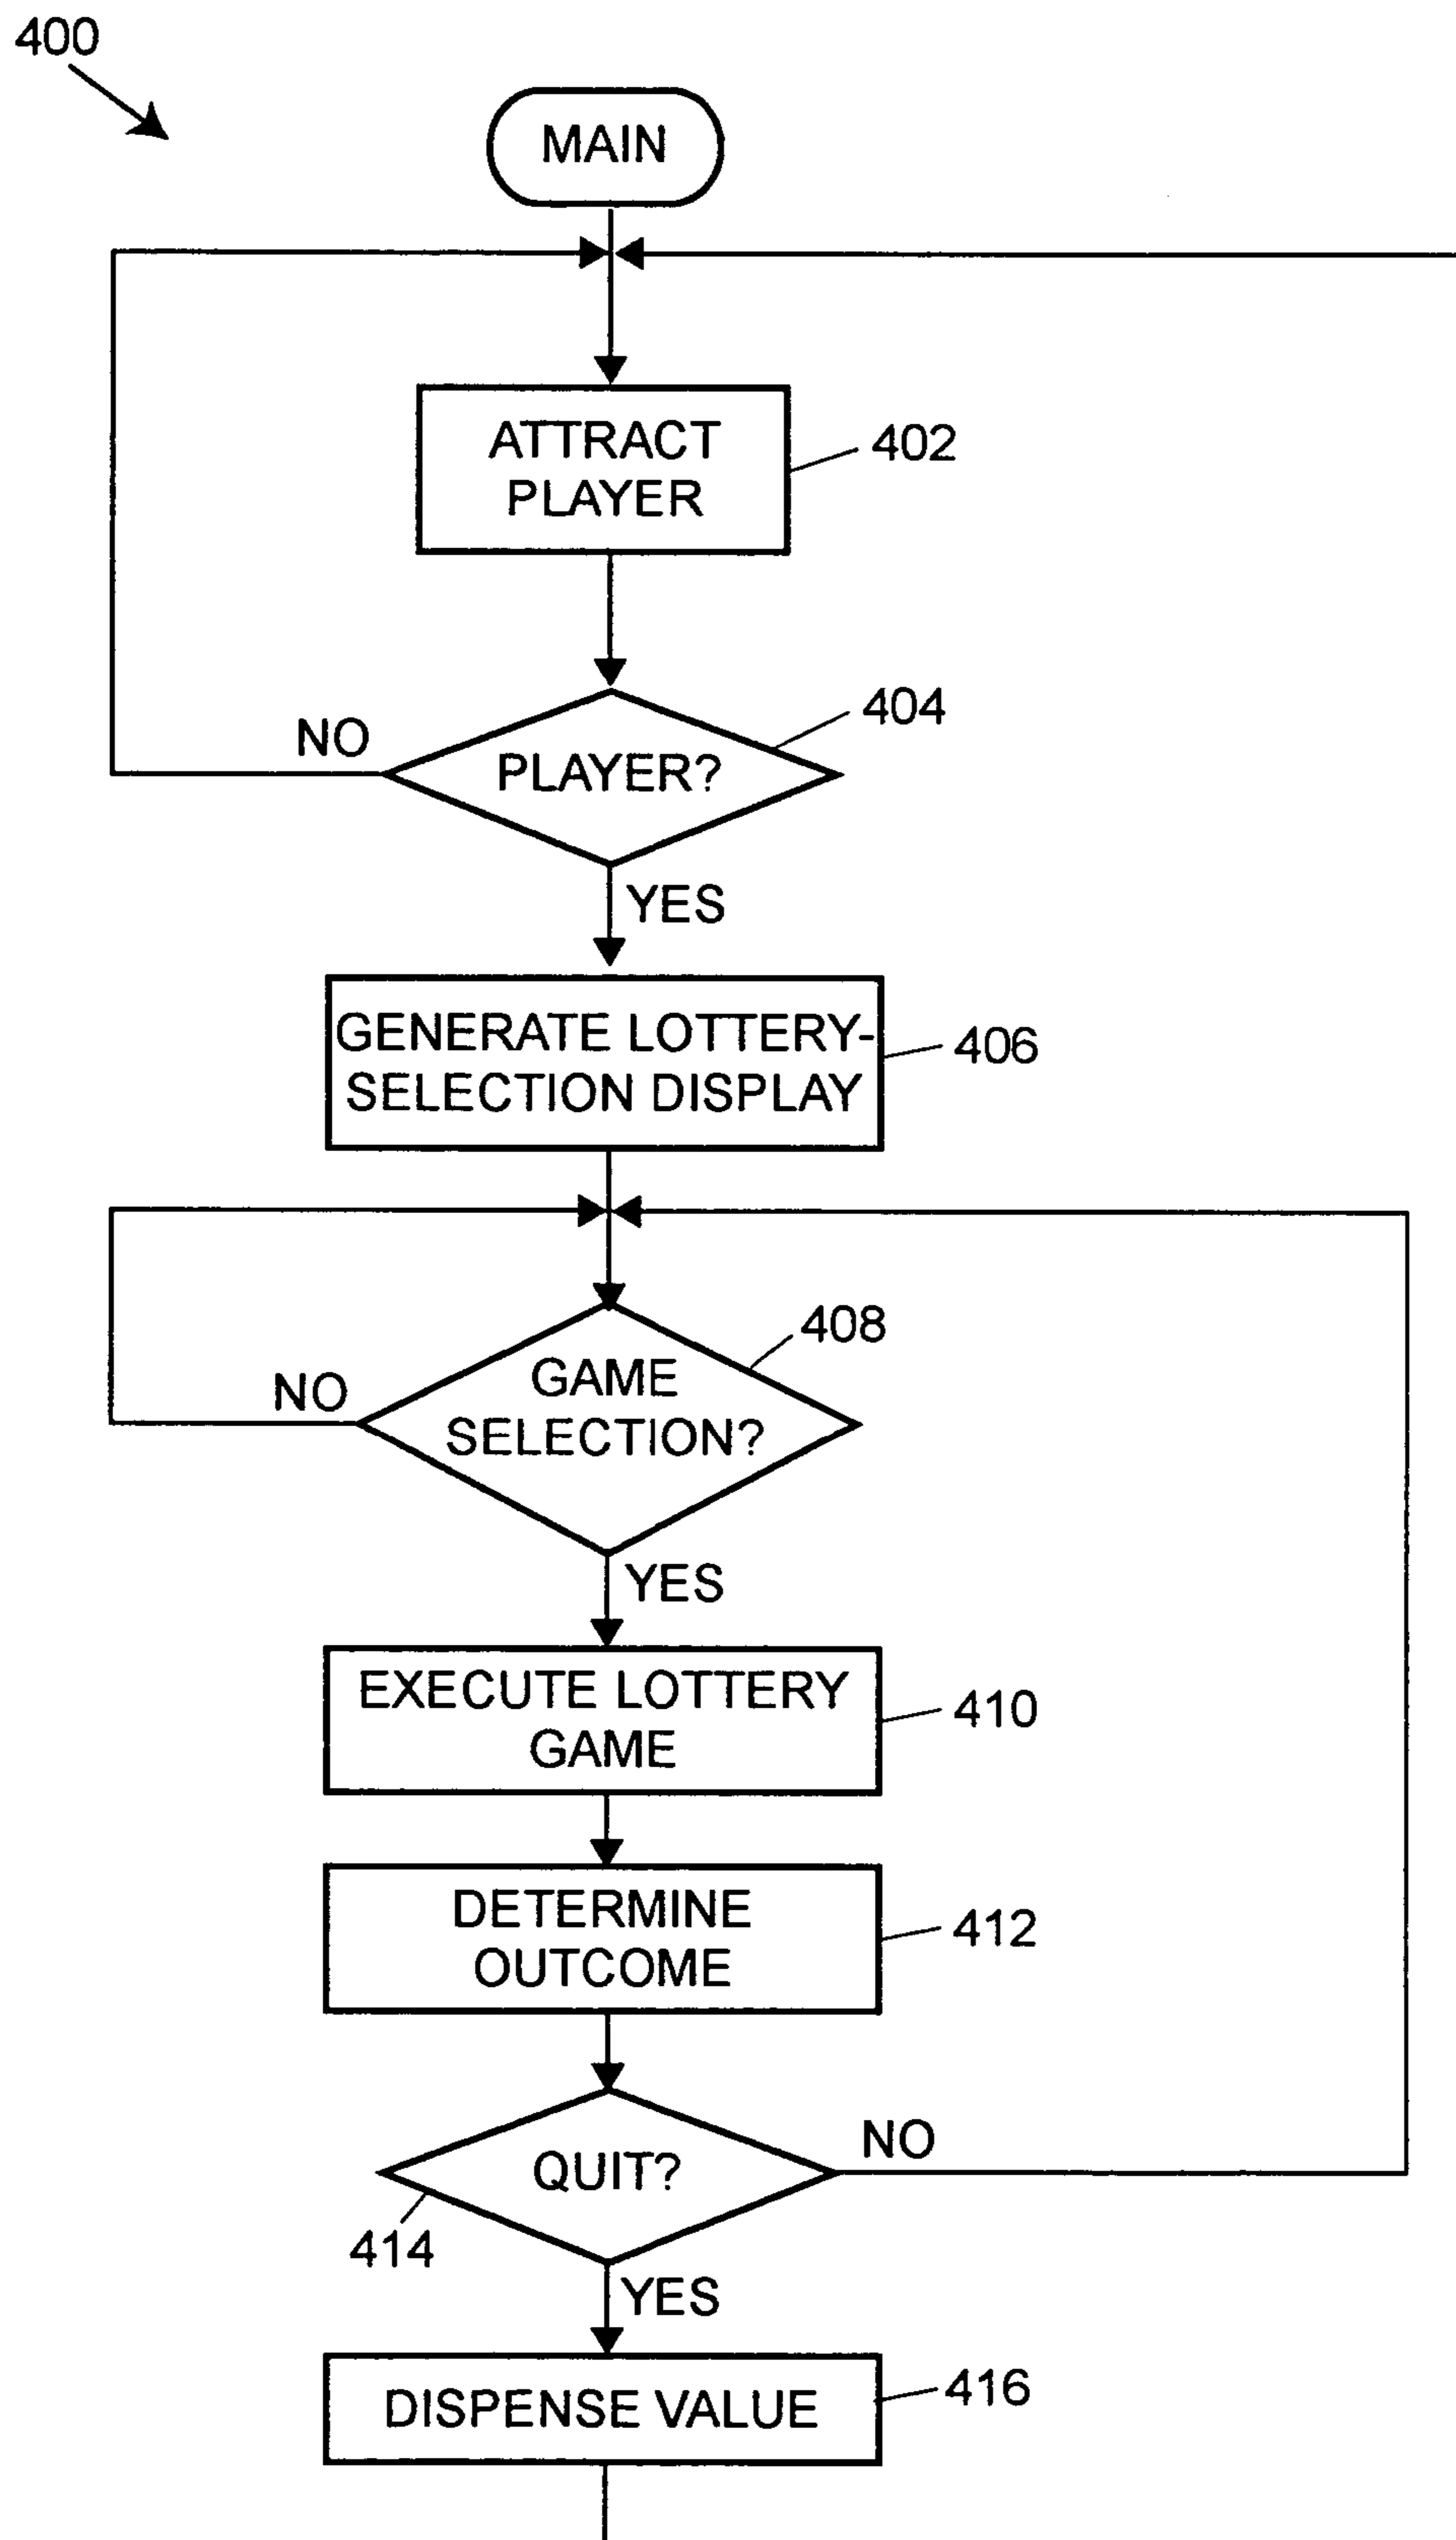 400
MAIN
ATTRACT
PLAYER
402
404
NO
PLAYER?
YES
GENERATE LOTTERY-
SELECTION DISPLAY
406
408
NO
GAME
SELECTION?
YES
EXECUTE LOTTERY
GAME
410
DETERMINE
OUTCOME
412
QUIT?
NO
414
YES
DISPENSE VALUE
416